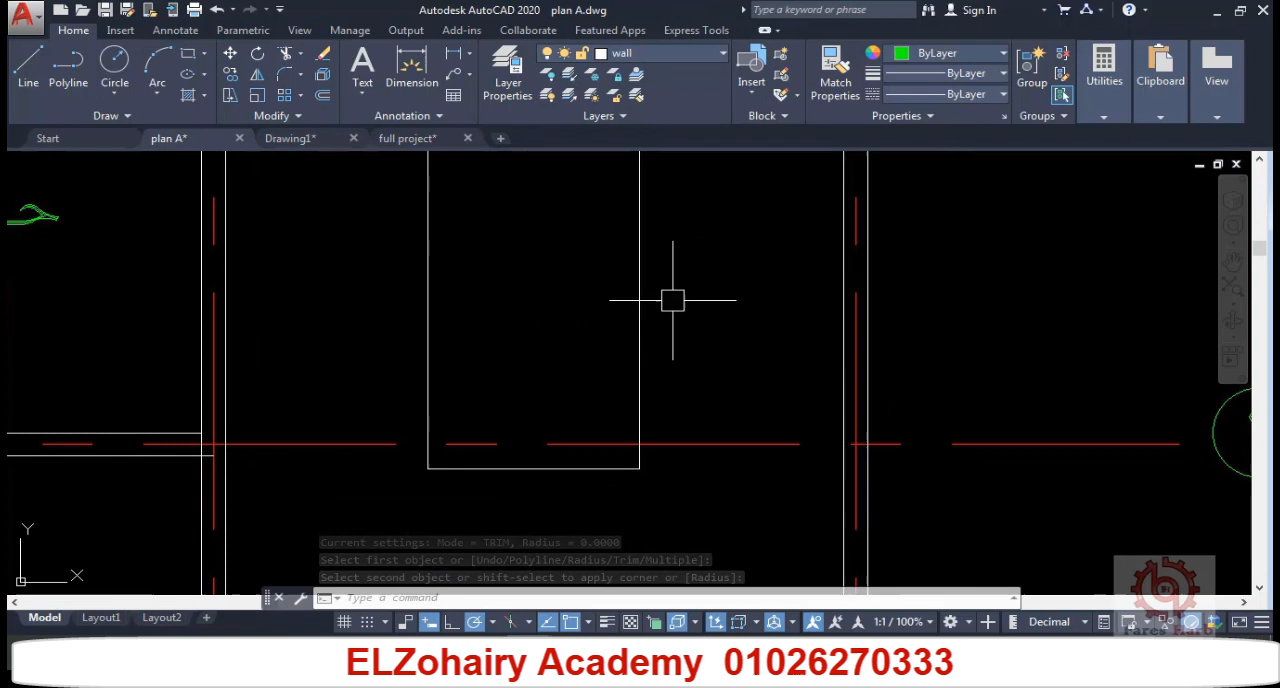 Autodesk AutoCAD 2020 plan A.dwg
Type a keyword or phrase
Sign In
Home Insert Annotate Parametric View Manage Output Add-ins Collaborate Featured Apps Express Tools
Line Polyline Circle Arc
Draw
Modify
Text Dimension
Annotation
Layer Properties
wall
Layers
Insert
Block
Match Properties
ByLayer
ByLayer
ByLayer
Properties
Group
Groups
Utilities
Clipboard
View
Start
plan A*
Drawing1*
full project*
Y
X
Current settings: Mode = TRIM, Radius = 0.0000
Select first object or [Undo/Polyline/Radius/Trim/Multiple]:
Select second object or shift-select to apply corner or [Radius]:
Type a command
Model Layout1 Layout2
1:1 / 100%
Decimal
ELZohairy Academy 01026270333